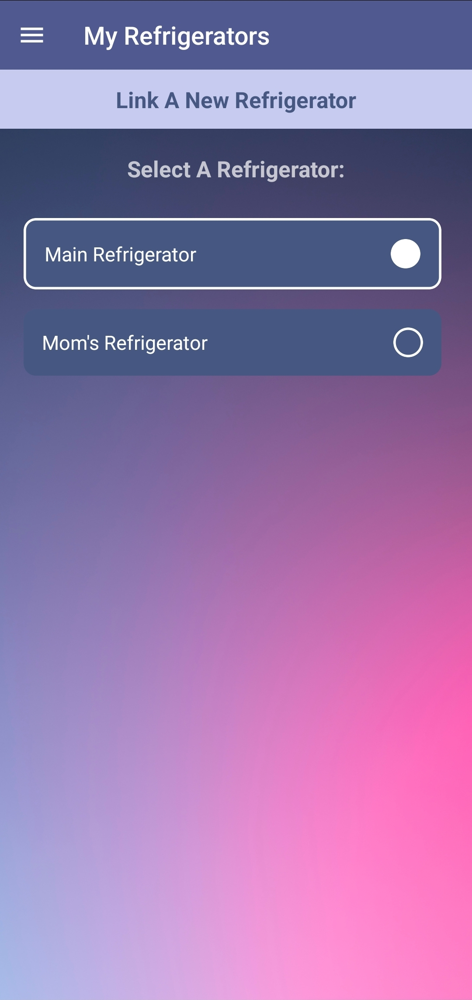 My Refrigerators
Link A New Refrigerator
Select A Refrigerator:
Main Refrigerator
Mom's Refrigerator